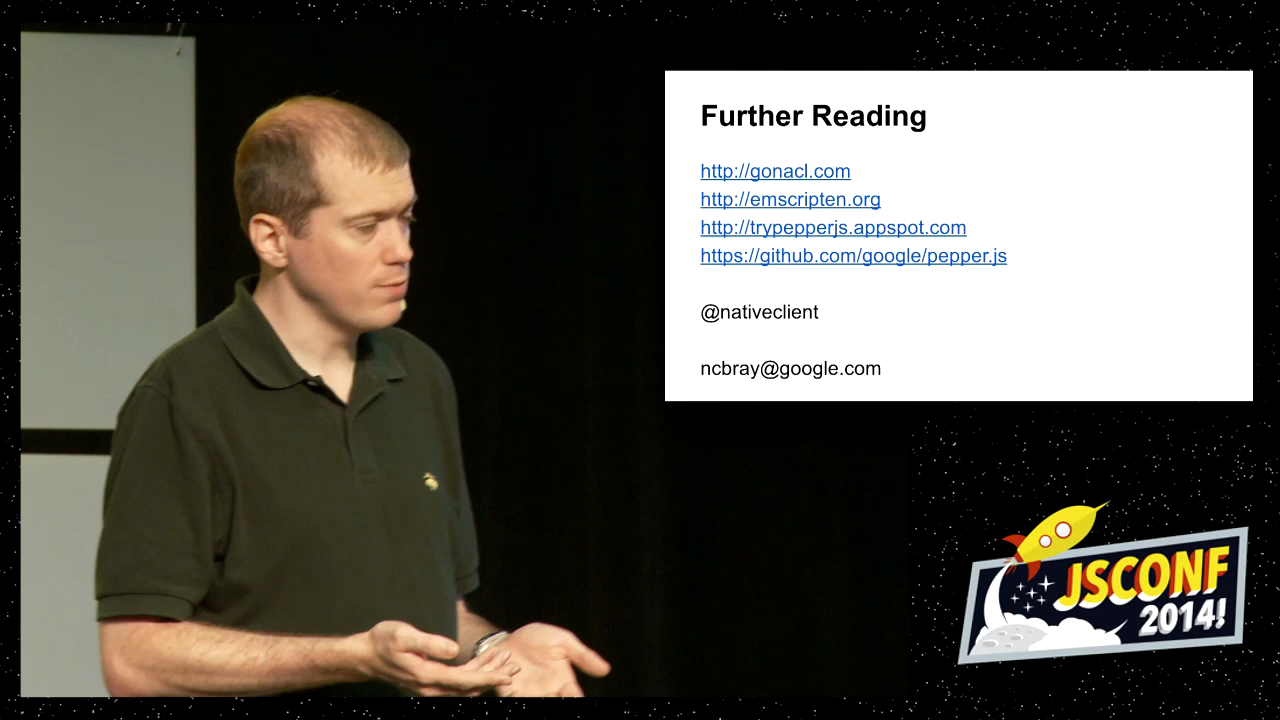 Further Reading
http://gonacl.com
http://emscripten.org
http://trypepperjs.appspot.com
https://github.com/google/pepper.js
@nativeclient
ncbray@google.com
JSCONF
2014!